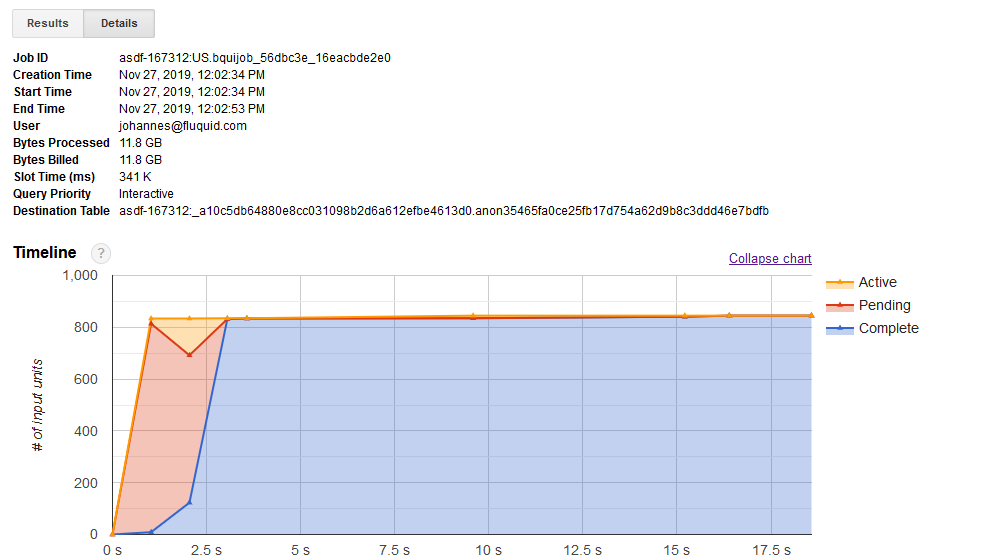 Results Details
Job ID asdf-167312:US.bquijob_56dbc3e_16eacbde2e0
Creation Time Nov 27, 2019, 12:02:34 PM
Start Time Nov 27, 2019, 12:02:34 PM
End Time Nov 27, 2019, 12:02:53 PM
User johannes@fluquid.com
Bytes Processed 11.8 GB
Bytes Billed 11.8 GB
Slot Time (ms) 341 K
Query Priority Interactive
Destination Table asdf-167312:_a10c5db64880e8cc031098b2d6a612efbe4613d0.anon35465fa0ce25fb17d754a62d9b8c3ddd46e7bdfb
Timeline ?
Collapse chart
1,000
800
600
400
200
0
# of input units
0 s 2.5 s 5 s 7.5 s 10 s 12.5 s 15 s 17.5 s
Active
Pending
Complete